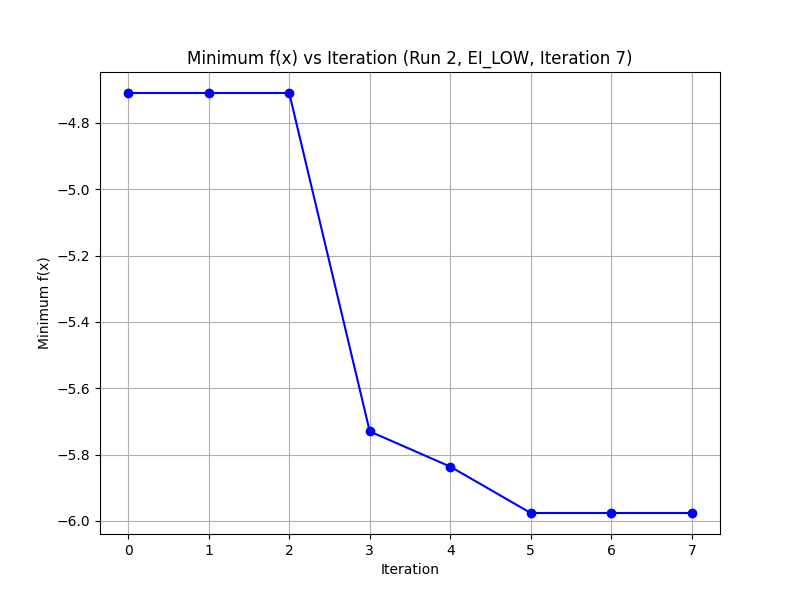 Minimum f(x) vs Iteration (Run 2, EI_LOW, Iteration 7)
−4.8
−5.0
−5.2
−5.4
−5.6
−5.8
−6.0
Minimum f(x)
0 1 2 3 4 5 6 7
Iteration